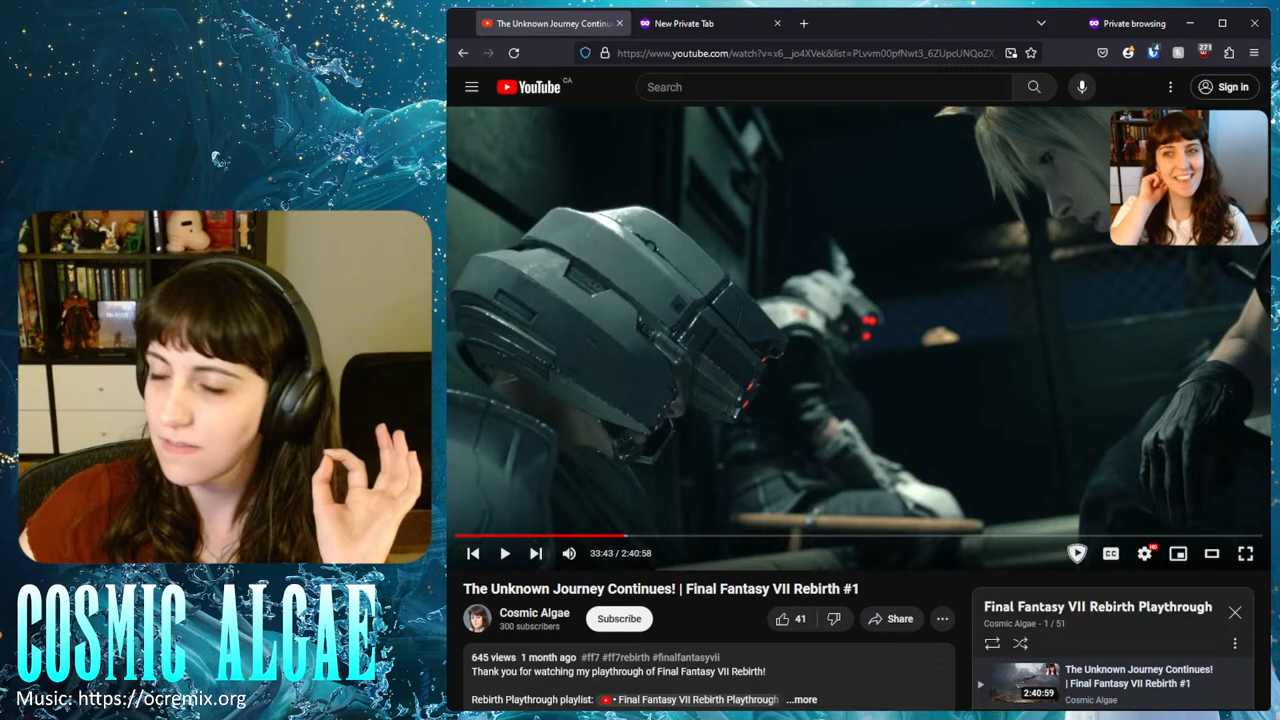 The Unknown Journey Continu
New Private Tab
Private browsing
https://www.youtube.com/watch?v=x6__jo4XVek&list=PLvvm00pfNwt3_6ZUpcUNQoZX
4
271
YouTube CA
Search
Sign in
33:43 / 2:40:58
CC
HD
The Unknown Journey Continues! | Final Fantasy VII Rebirth #1
Cosmic Algae
300 subscribers
Subscribe
41
Share
645 views 1 month ago #ff7 #ff7rebirth #finalfantasyvii
Thank you for watching my playthrough of Final Fantasy VII Rebirth!
Rebirth Playthrough playlist: • Final Fantasy VII Rebirth Playthrough ...more
Final Fantasy VII Rebirth Playthrough
Cosmic Algae - 1 / 51
2:40:59
The Unknown Journey Continues!
| Final Fantasy VII Rebirth #1
Cosmic Algae
COSMIC ALGAE
Music: https://ocremix.org